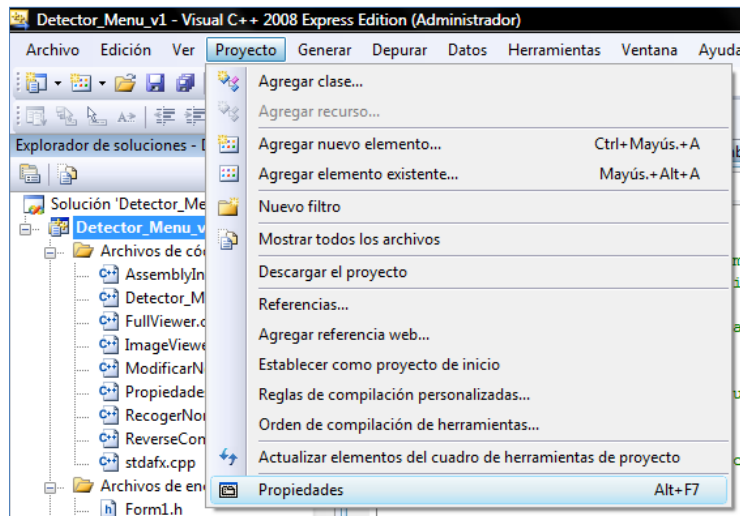 Detector_Menu_v1 - Visual C++ 2008 Express Edition (Administrador)
Archivo Edición Ver Proyecto Generar Depurar Datos Herramientas Ventana Ayuda
Explorador de soluciones -
Solución 'Detector_Me
Detector_Menu_v
Archivos de có
AssemblyIn
Detector_M
FullViewer.c
ImageViewe
ModificarN
Propiedade
RecogerNo
ReverseCon
stdafx.cpp
Archivos de en
Form1.h
Agregar clase...
Agregar recurso...
Agregar nuevo elemento... Ctrl+Mayús.+A
Agregar elemento existente... Mayús.+Alt+A
Nuevo filtro
Mostrar todos los archivos
Descargar el proyecto
Referencias...
Agregar referencia web...
Establecer como proyecto de inicio
Reglas de compilación personalizadas...
Orden de compilación de herramientas...
Actualizar elementos del cuadro de herramientas de proyecto
Propiedades Alt+F7